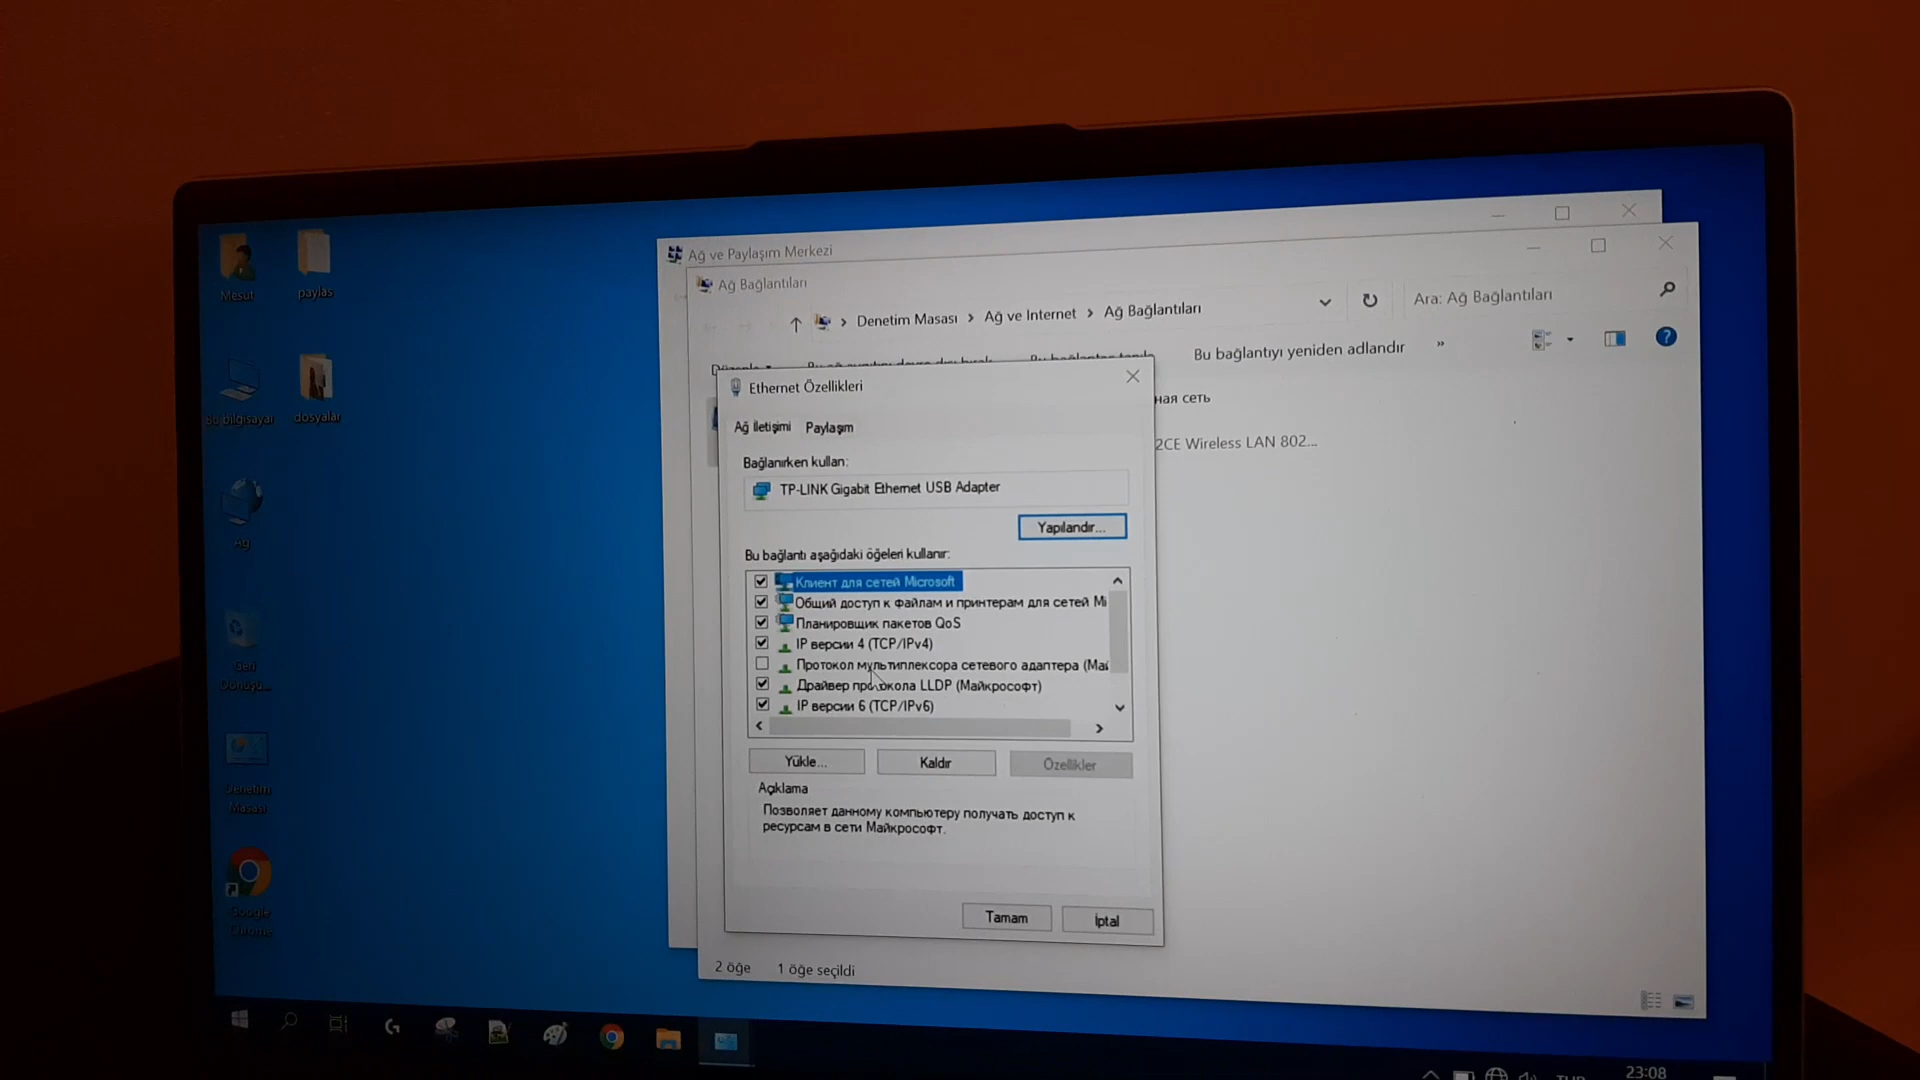 Mesut
paylas
Bu bilgisayar
dosyalar
Ağ
Geri
Dönüşü...
Denetim
Masası
Google
Chrome
Ağ ve Paylaşım Merkezi
Ağ Bağlantıları
Denetim Masası > Ağ ve Internet > Ağ Bağlantıları
Ara: Ağ Bağlantıları
Düzenle
Bu bağlantıyı yeniden adlandır »
ная сеть
2CE Wireless LAN 802...
Ethernet Özellikleri
Ağ İletişimi Paylaşım
Bağlanırken kullan:
TP-LINK Gigabit Ethernet USB Adapter
Yapılandır...
Bu bağlantı aşağıdaki öğeleri kullanır:
Клиент для сетей Microsoft
Общий доступ к файлам и принтерам для сетей Mi
Планировщик пакетов QoS
IP версии 4 (TCP/IPv4)
Протокол мультиплексора сетевого адаптера (Май
Драйвер протокола LLDP (Майкрософт)
IP версии 6 (TCP/IPv6)
Yükle... Kaldır Özellikler
Açıklama
Позволяет данному компьютеру получать доступ к
ресурсам в сети Майкрософт.
Tamam İptal
2 öğe 1 öğe seçildi
23:08